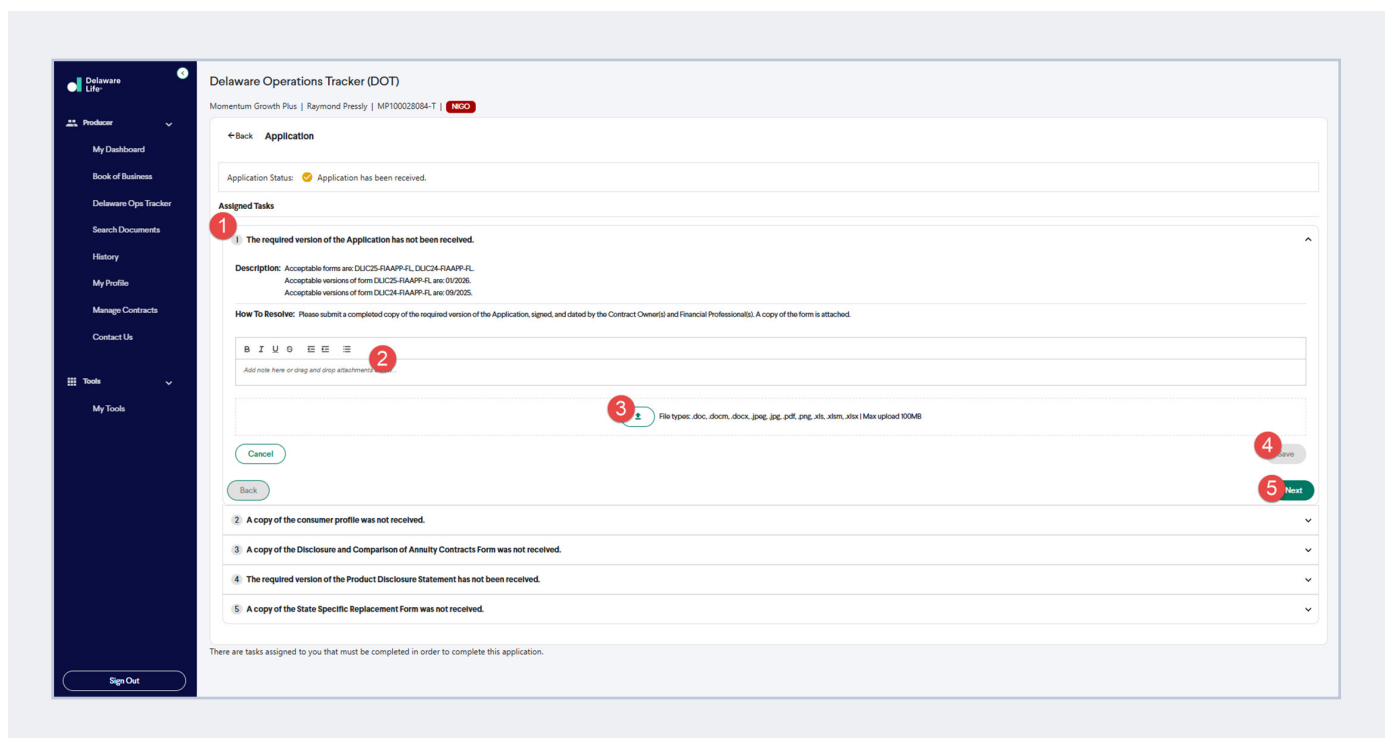 Delaware
Life
Producer
My Dashboard
Book of Business
Delaware Ops Tracker
Search Documents
History
My Profile
Manage Contracts
Contact Us
Tools
My Tools
Sign Out
Delaware Operations Tracker (DOT)
Momentum Growth Plus | Raymond Pressly | MP100028084-T | NIGO
←Back Application
Application Status: Application has been received.
Assigned Tasks
1
1 The required version of the Application has not been received.
Description: Acceptable forms are: DLIC25-FIAAPP-FL, DLIC24-FIAAPP-FL.
Acceptable versions of form DLIC25-FIAAPP-FL are: 01/2026.
Acceptable versions of form DLIC24-FIAAPP-FL are: 09/2025.
How To Resolve: Please submit a completed copy of the required version of the Application, signed, and dated by the Contract Owner(s) and Financial Professional(s). A copy of the form is attached.
B I U S
2
Add note here or drag and drop attachments
3
File types: .doc, .docm, .docx, .jpeg, .jpg, .pdf, .png, .xls, .xlsm, .xlsx | Max upload 100MB
Cancel
4 Save
Back
5 Next
2 A copy of the consumer profile was not received.
3 A copy of the Disclosure and Comparison of Annuity Contracts Form was not received.
4 The required version of the Product Disclosure Statement has not been received.
5 A copy of the State Specific Replacement Form was not received.
There are tasks assigned to you that must be completed in order to complete this application.